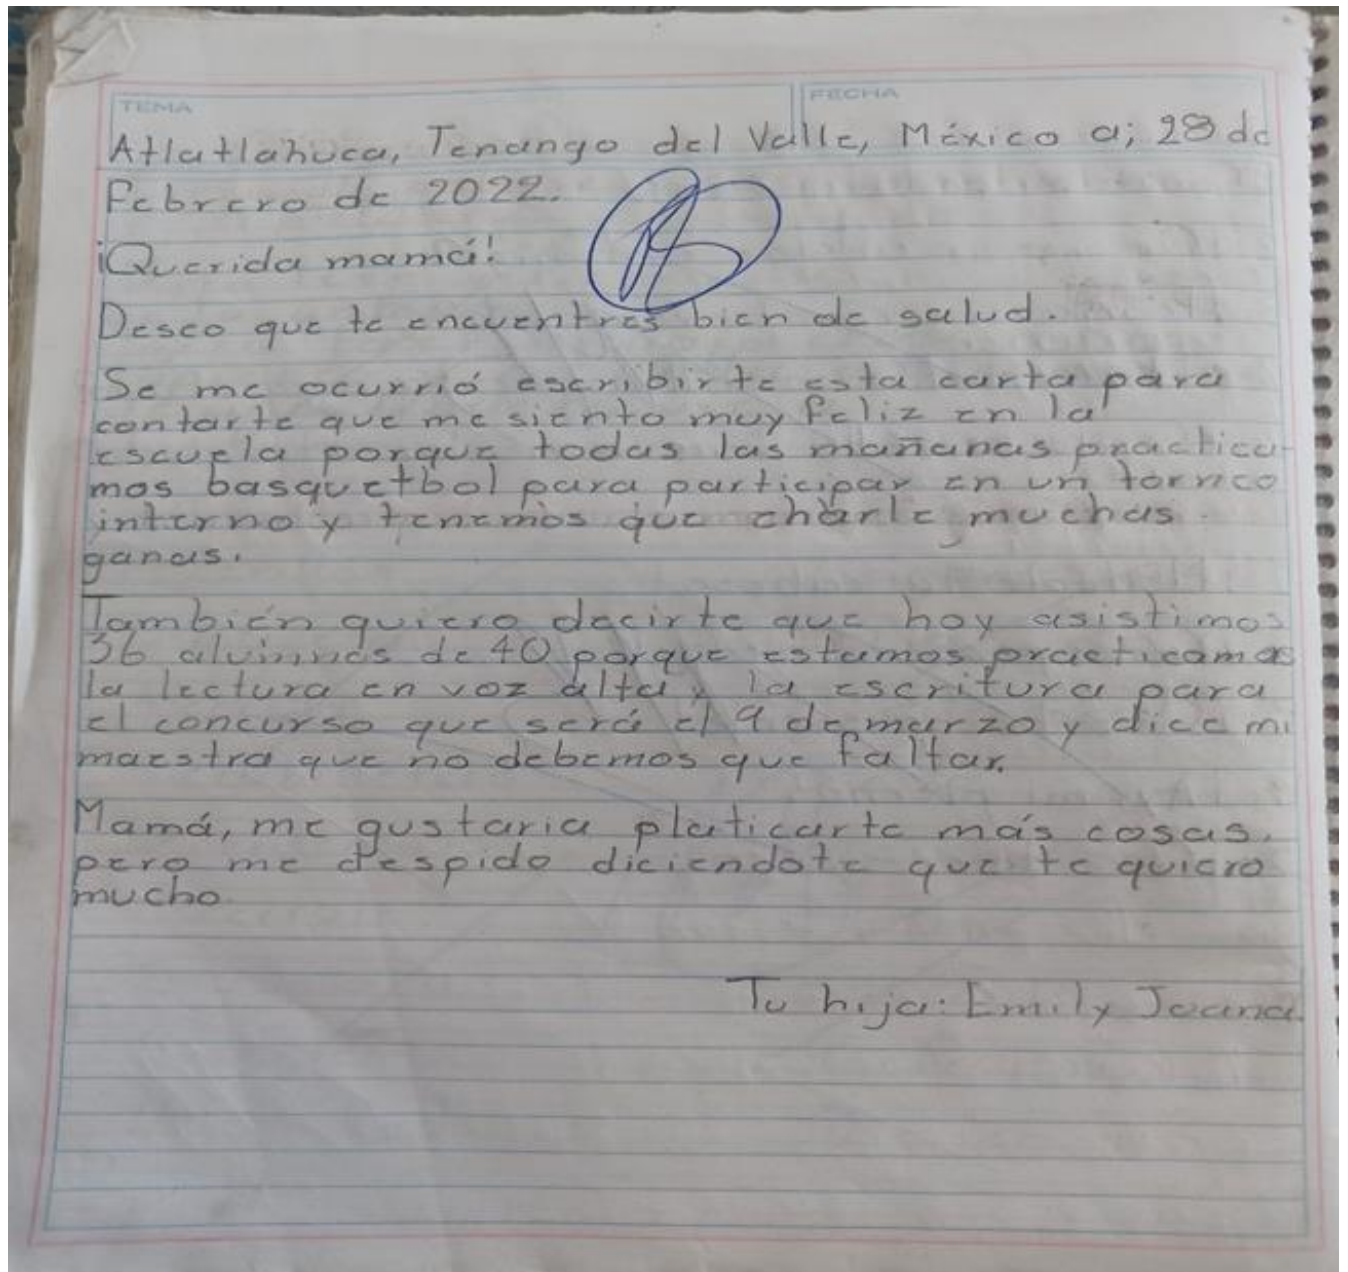 TEMA
FECHA
Atlatlahuca, Tenango del Valle, México a; 28 de
Febrero de 2022.
¡Querida mamá!
Deseo que te encuentres bien de salud.
Se me ocurrió escribirte esta carta para
contarte que me siento muy feliz en la
escuela porque todas las mañanas practica-
mos basquetbol para participar en un torneo
interno y tenemos que charle muchas
ganas.
También quiero decirte que hoy asistimos
36 alumnos de 40 porque estamos practicamos
la lectura en voz alta y la escritura para
el concurso que será el 9 de marzo y dice mi
maestra que no debemos que faltar.
Mamá, me gustaria platicarte más cosas,
pero me despido diciendote que te quiero
mucho
Tu hija: Emily Joana.